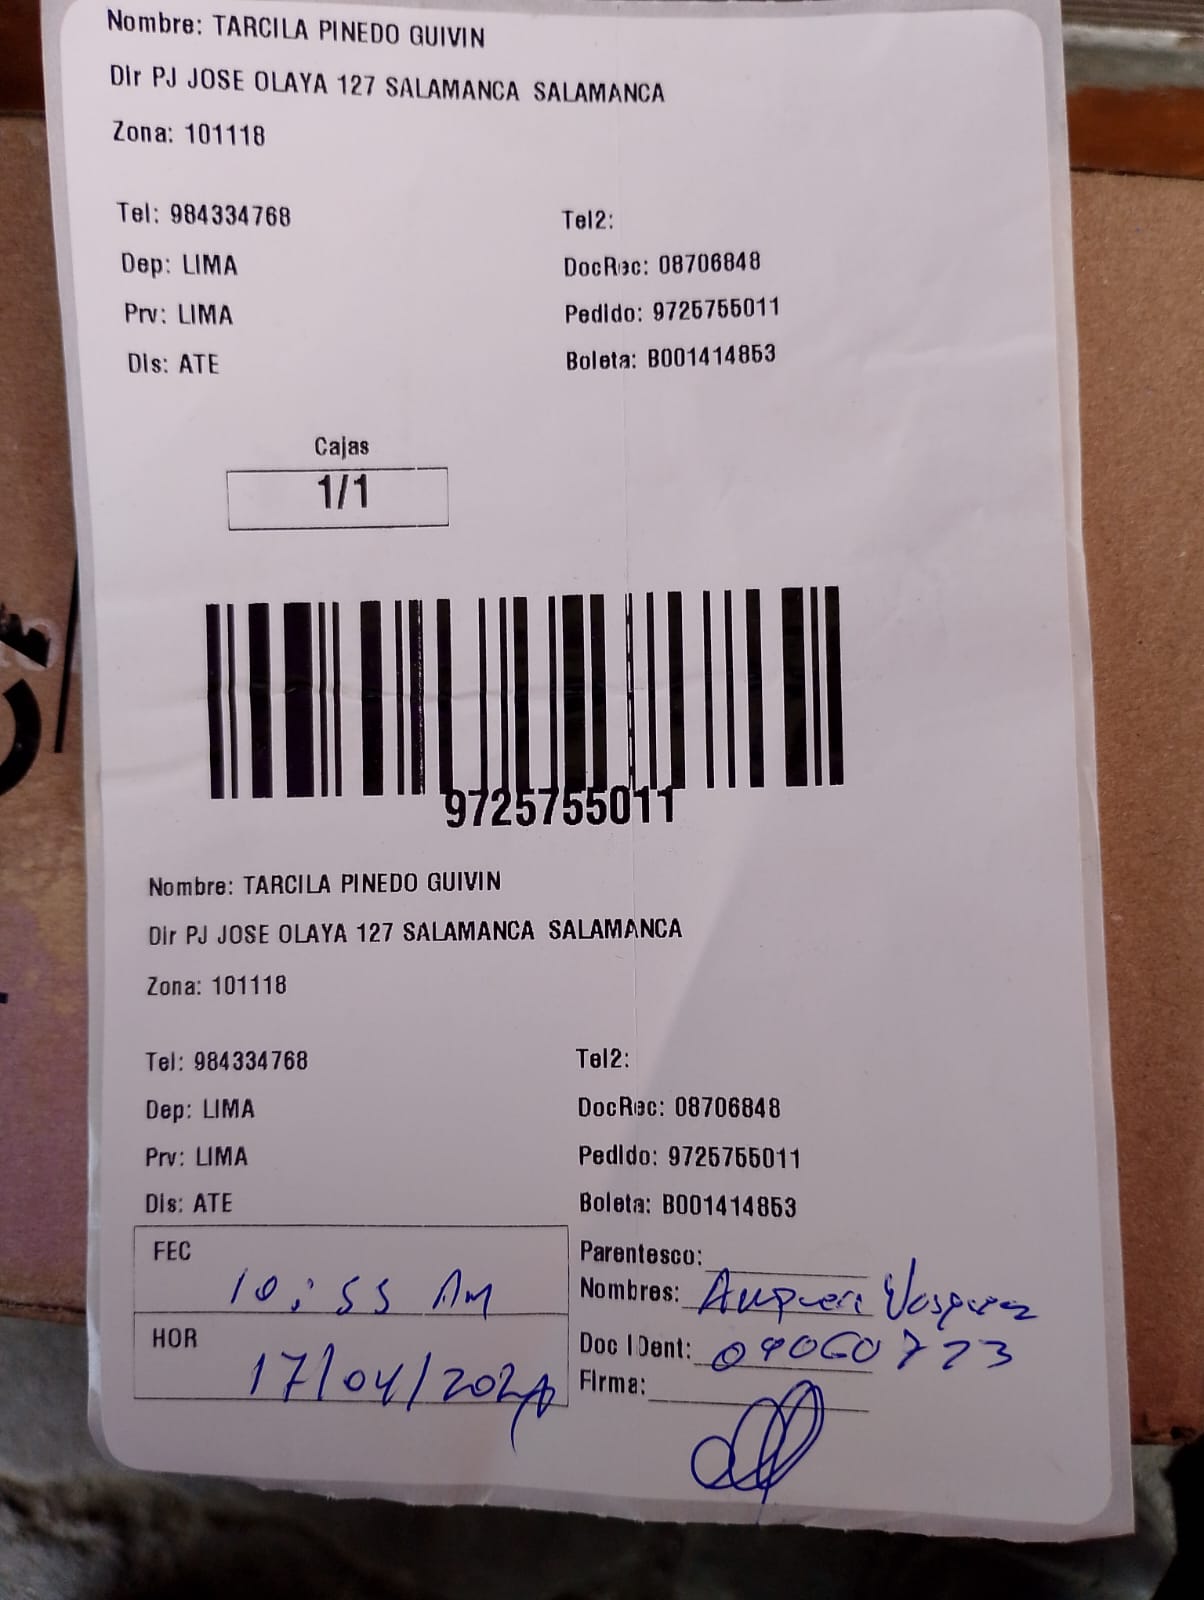 Nombre: TARCILA PINEDO GUIVIN
Dir PJ JOSE OLAYA 127 SALAMANCA SALAMANCA
Zona: 101118
Tel: 984334768 Tel2:
Dep: LIMA DocRec: 08706848
Prv: LIMA Pedido: 9725755011
Dis: ATE Boleta: B001414853
Cajas
1/1
9725755011
Nombre: TARCILA PINEDO GUIVIN
Dir PJ JOSE OLAYA 127 SALAMANCA SALAMANCA
Zona: 101118
Tel: 984334768 Tel2:
Dep: LIMA DocRec: 08706848
Prv: LIMA Pedido: 9725755011
Dis: ATE Boleta: B001414853
FEC 10:55 AM
HOR 17/04/2024
Parentesco:
Nombres: Vasquez
Doc IDent: 09060723
Firma: